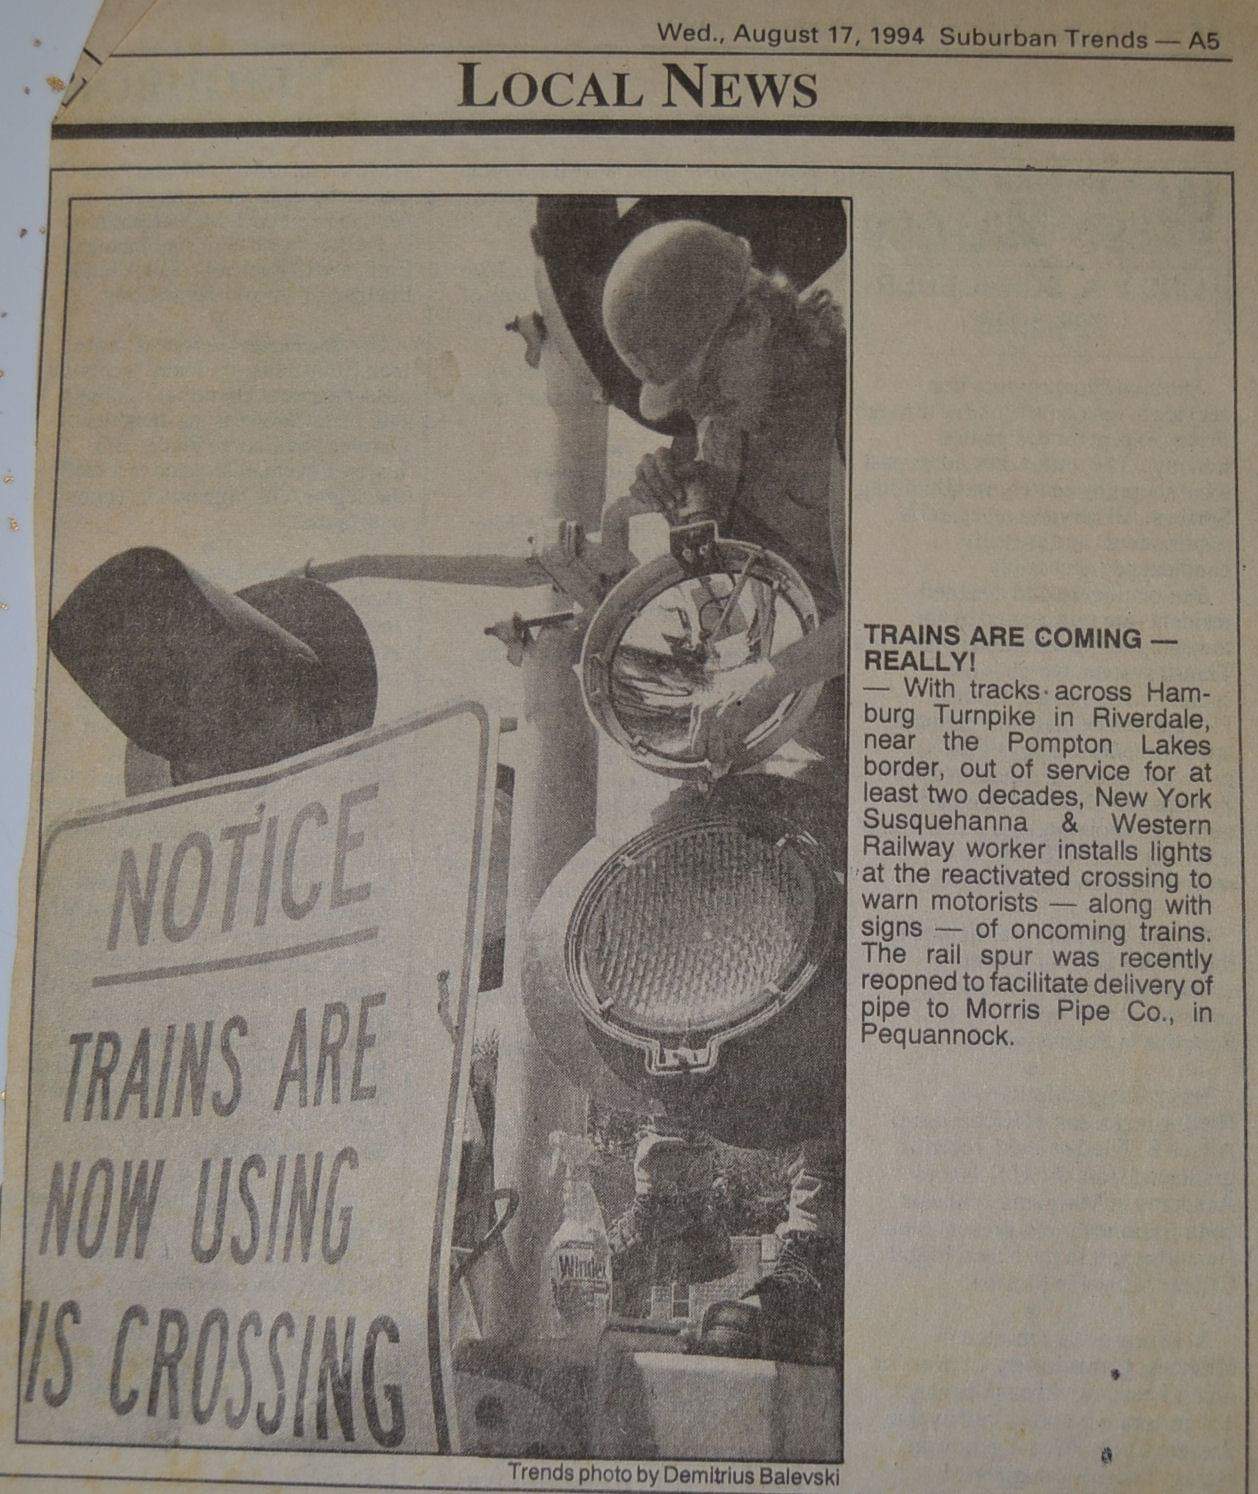 Wed., August 17, 1994 Suburban Trends — A5
LOCAL NEWS
NOTICE
TRAINS ARE
NOW USING
IS CROSSING
Windex
TRAINS ARE COMING —
REALLY!
— With tracks across Ham-
burg Turnpike in Riverdale,
near the Pompton Lakes
border, out of service for at
least two decades, New York
Susquehanna & Western
Railway worker installs lights
at the reactivated crossing to
warn motorists — along with
signs — of oncoming trains.
The rail spur was recently
reopned to facilitate delivery of
pipe to Morris Pipe Co., in
Pequannock.
Trends photo by Demitrius Balevski